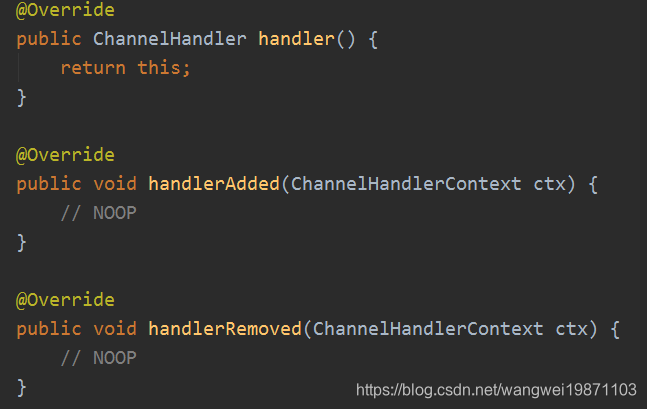 @Override
public ChannelHandler handler() {
    return this;
}
@Override
public void handlerAdded(ChannelHandlerContext ctx) {
    // NOOP
}
@Override
public void handlerRemoved(ChannelHandlerContext ctx) {
    // NOOP
}
https://blog.csdn.net/wangwei19871103